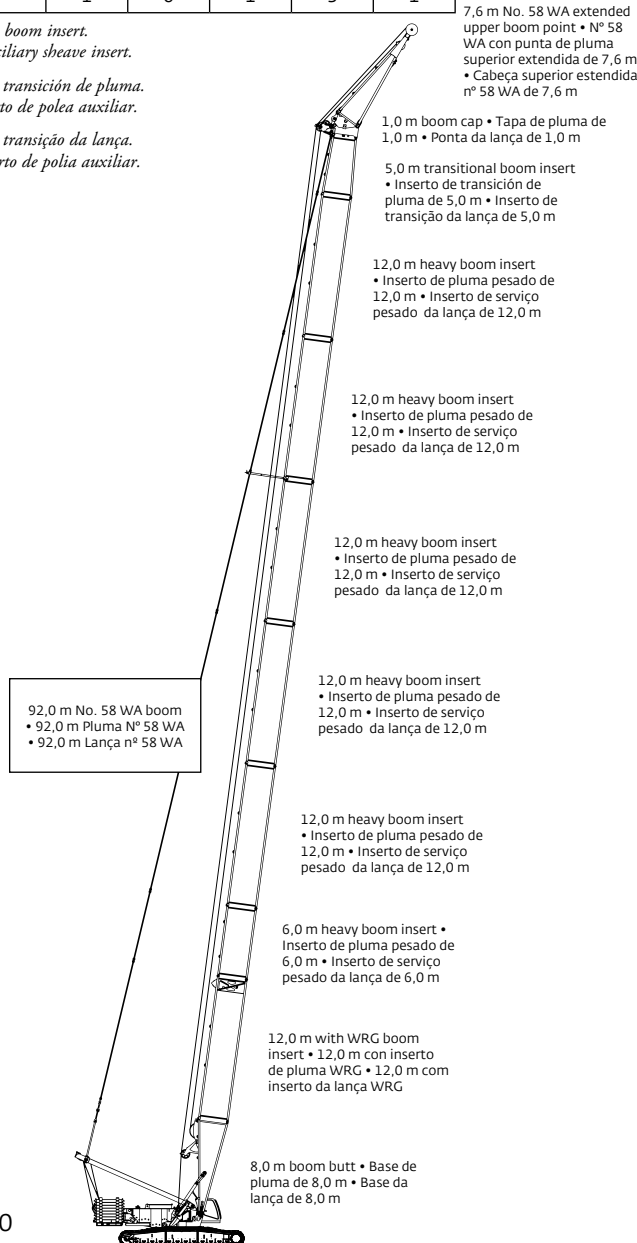 boom insert.
iliary sheave insert.
transición de pluma.
to de polea auxiliar.
transição da lança.
rto de polia auxiliar.
7,6 m No. 58 WA extended
upper boom point • Nº 58
WA con punta de pluma
superior extendida de 7,6 m
• Cabeça superior estendida
nº 58 WA de 7,6 m
1,0 m boom cap • Tapa de pluma de
1,0 m • Ponta da lança de 1,0 m
5,0 m transitional boom insert
• Inserto de transición de
pluma de 5,0 m • Inserto de
transição da lança de 5,0 m
12,0 m heavy boom insert
• Inserto de pluma pesado de
12,0 m • Inserto de serviço
pesado da lança de 12,0 m
12,0 m heavy boom insert
• Inserto de pluma pesado de
12,0 m • Inserto de serviço
pesado da lança de 12,0 m
12,0 m heavy boom insert
• Inserto de pluma pesado de
12,0 m • Inserto de serviço
pesado da lança de 12,0 m
12,0 m heavy boom insert
• Inserto de pluma pesado de
12,0 m • Inserto de serviço
pesado da lança de 12,0 m
92,0 m No. 58 WA boom
• 92,0 m Pluma Nº 58 WA
• 92,0 m Lança nº 58 WA
12,0 m heavy boom insert
• Inserto de pluma pesado de
12,0 m • Inserto de serviço
pesado da lança de 12,0 m
6,0 m heavy boom insert •
Inserto de pluma pesado de
6,0 m • Inserto de serviço
pesado da lança de 6,0 m
12,0 m with WRG boom
insert • 12,0 m con inserto
de pluma WRG • 12,0 m com
inserto da lança WRG
8,0 m boom butt • Base de
pluma de 8,0 m • Base da
lança de 8,0 m
0